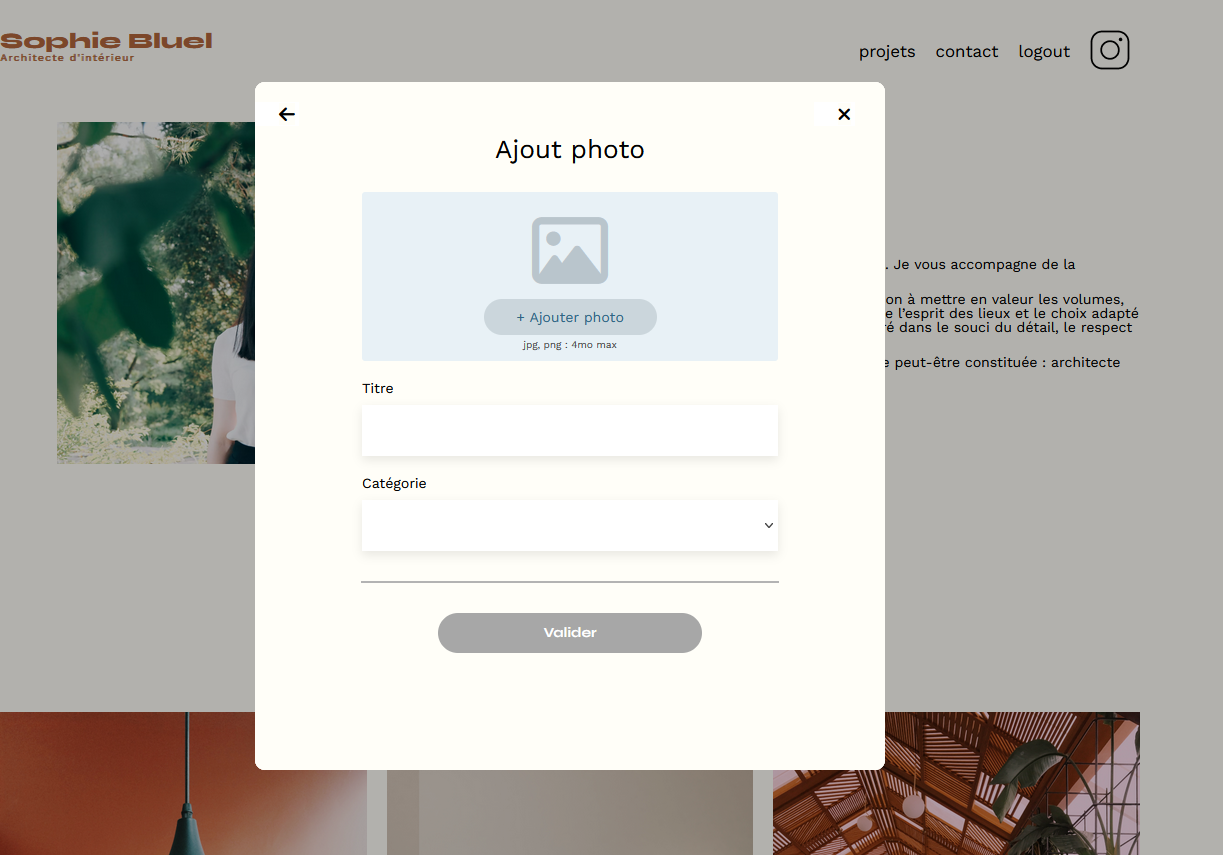 Sophie Bluel
Architecte d'intérieur
projets
contact
logout
Ajout photo
+ Ajouter photo
jpg, png : 4mo max
Titre
Catégorie
Valider
. Je vous accompagne de la
on à mettre en valeur les volumes,
e l’esprit des lieux et le choix adapté
ré dans le souci du détail, le respect
e peut-être constituée : architecte